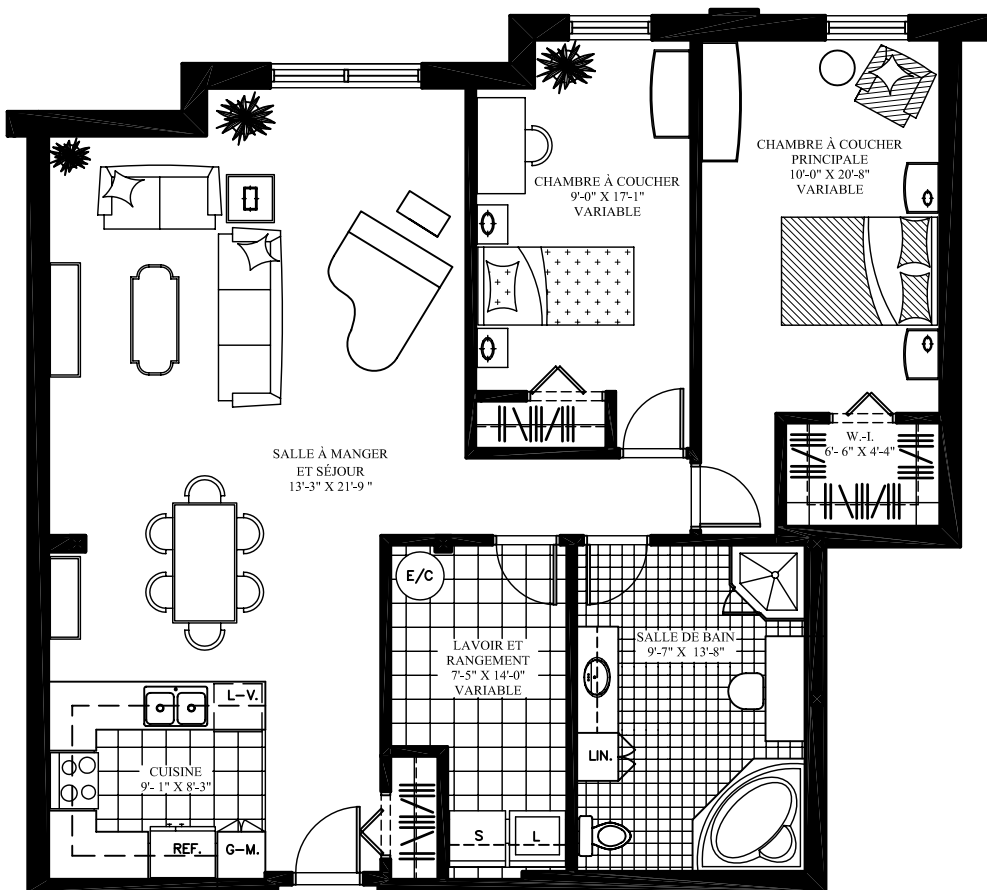 CHAMBRE À COUCHER
PRINCIPALE
10'-0" X 20'-8"
VARIABLE
CHAMBRE À COUCHER
9'-0" X 17'-1"
VARIABLE
W.-I.
6'- 6" X 4'-4"
SALLE À MANGER
ET SÉJOUR
13'-3" X 21'-9 "
E/C
LAVOIR ET
RANGEMENT
7'-5" X 14'-0"
VARIABLE
SALLE DE BAIN
9'-7" X 13'-8"
L-V.
LIN.
CUISINE
9'- 1" X 8'-3"
REF.
G-M.
S
L